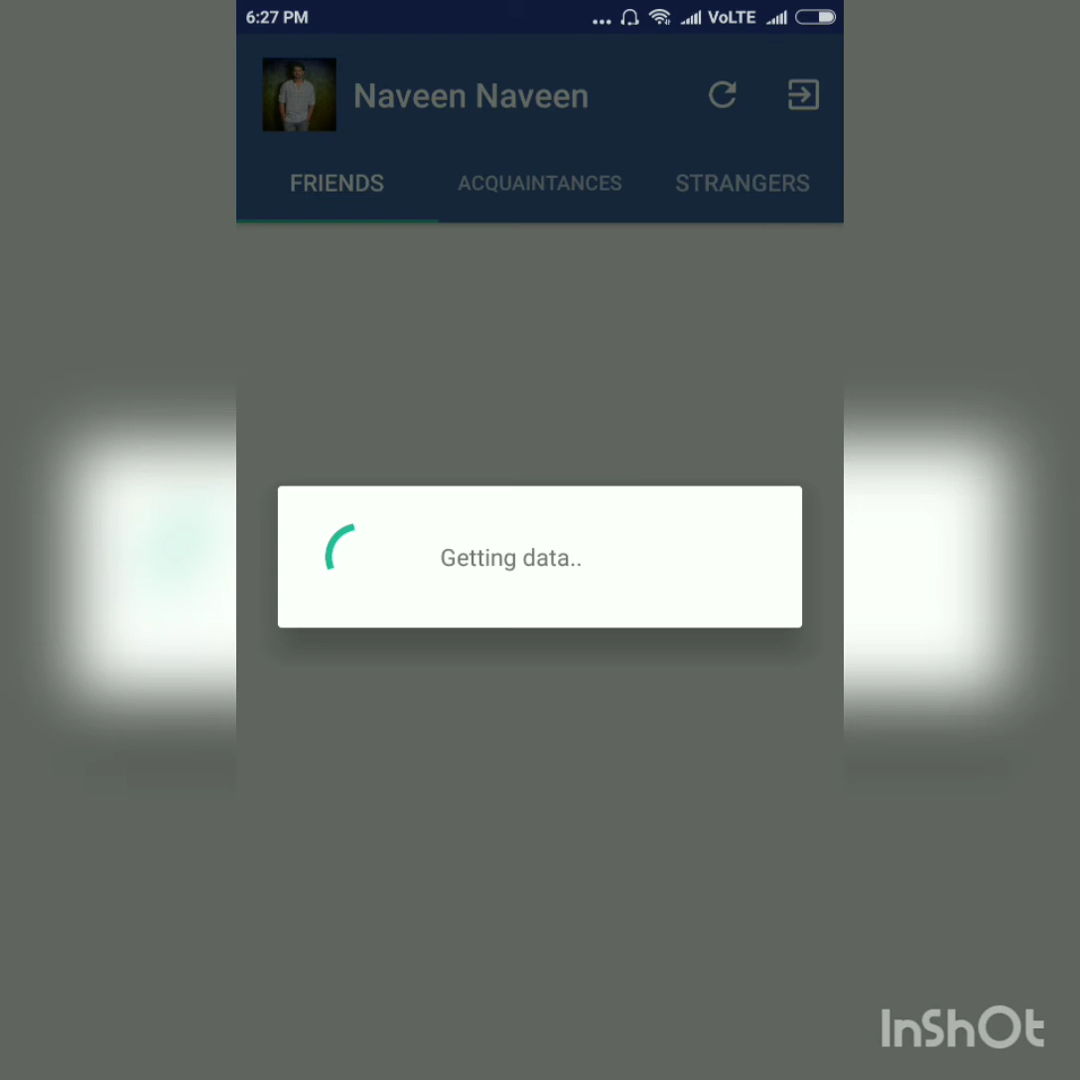 6:27 PM
VoLTE
Naveen Naveen
FRIENDS
ACQUAINTANCES
STRANGERS
Getting data..
InShOt